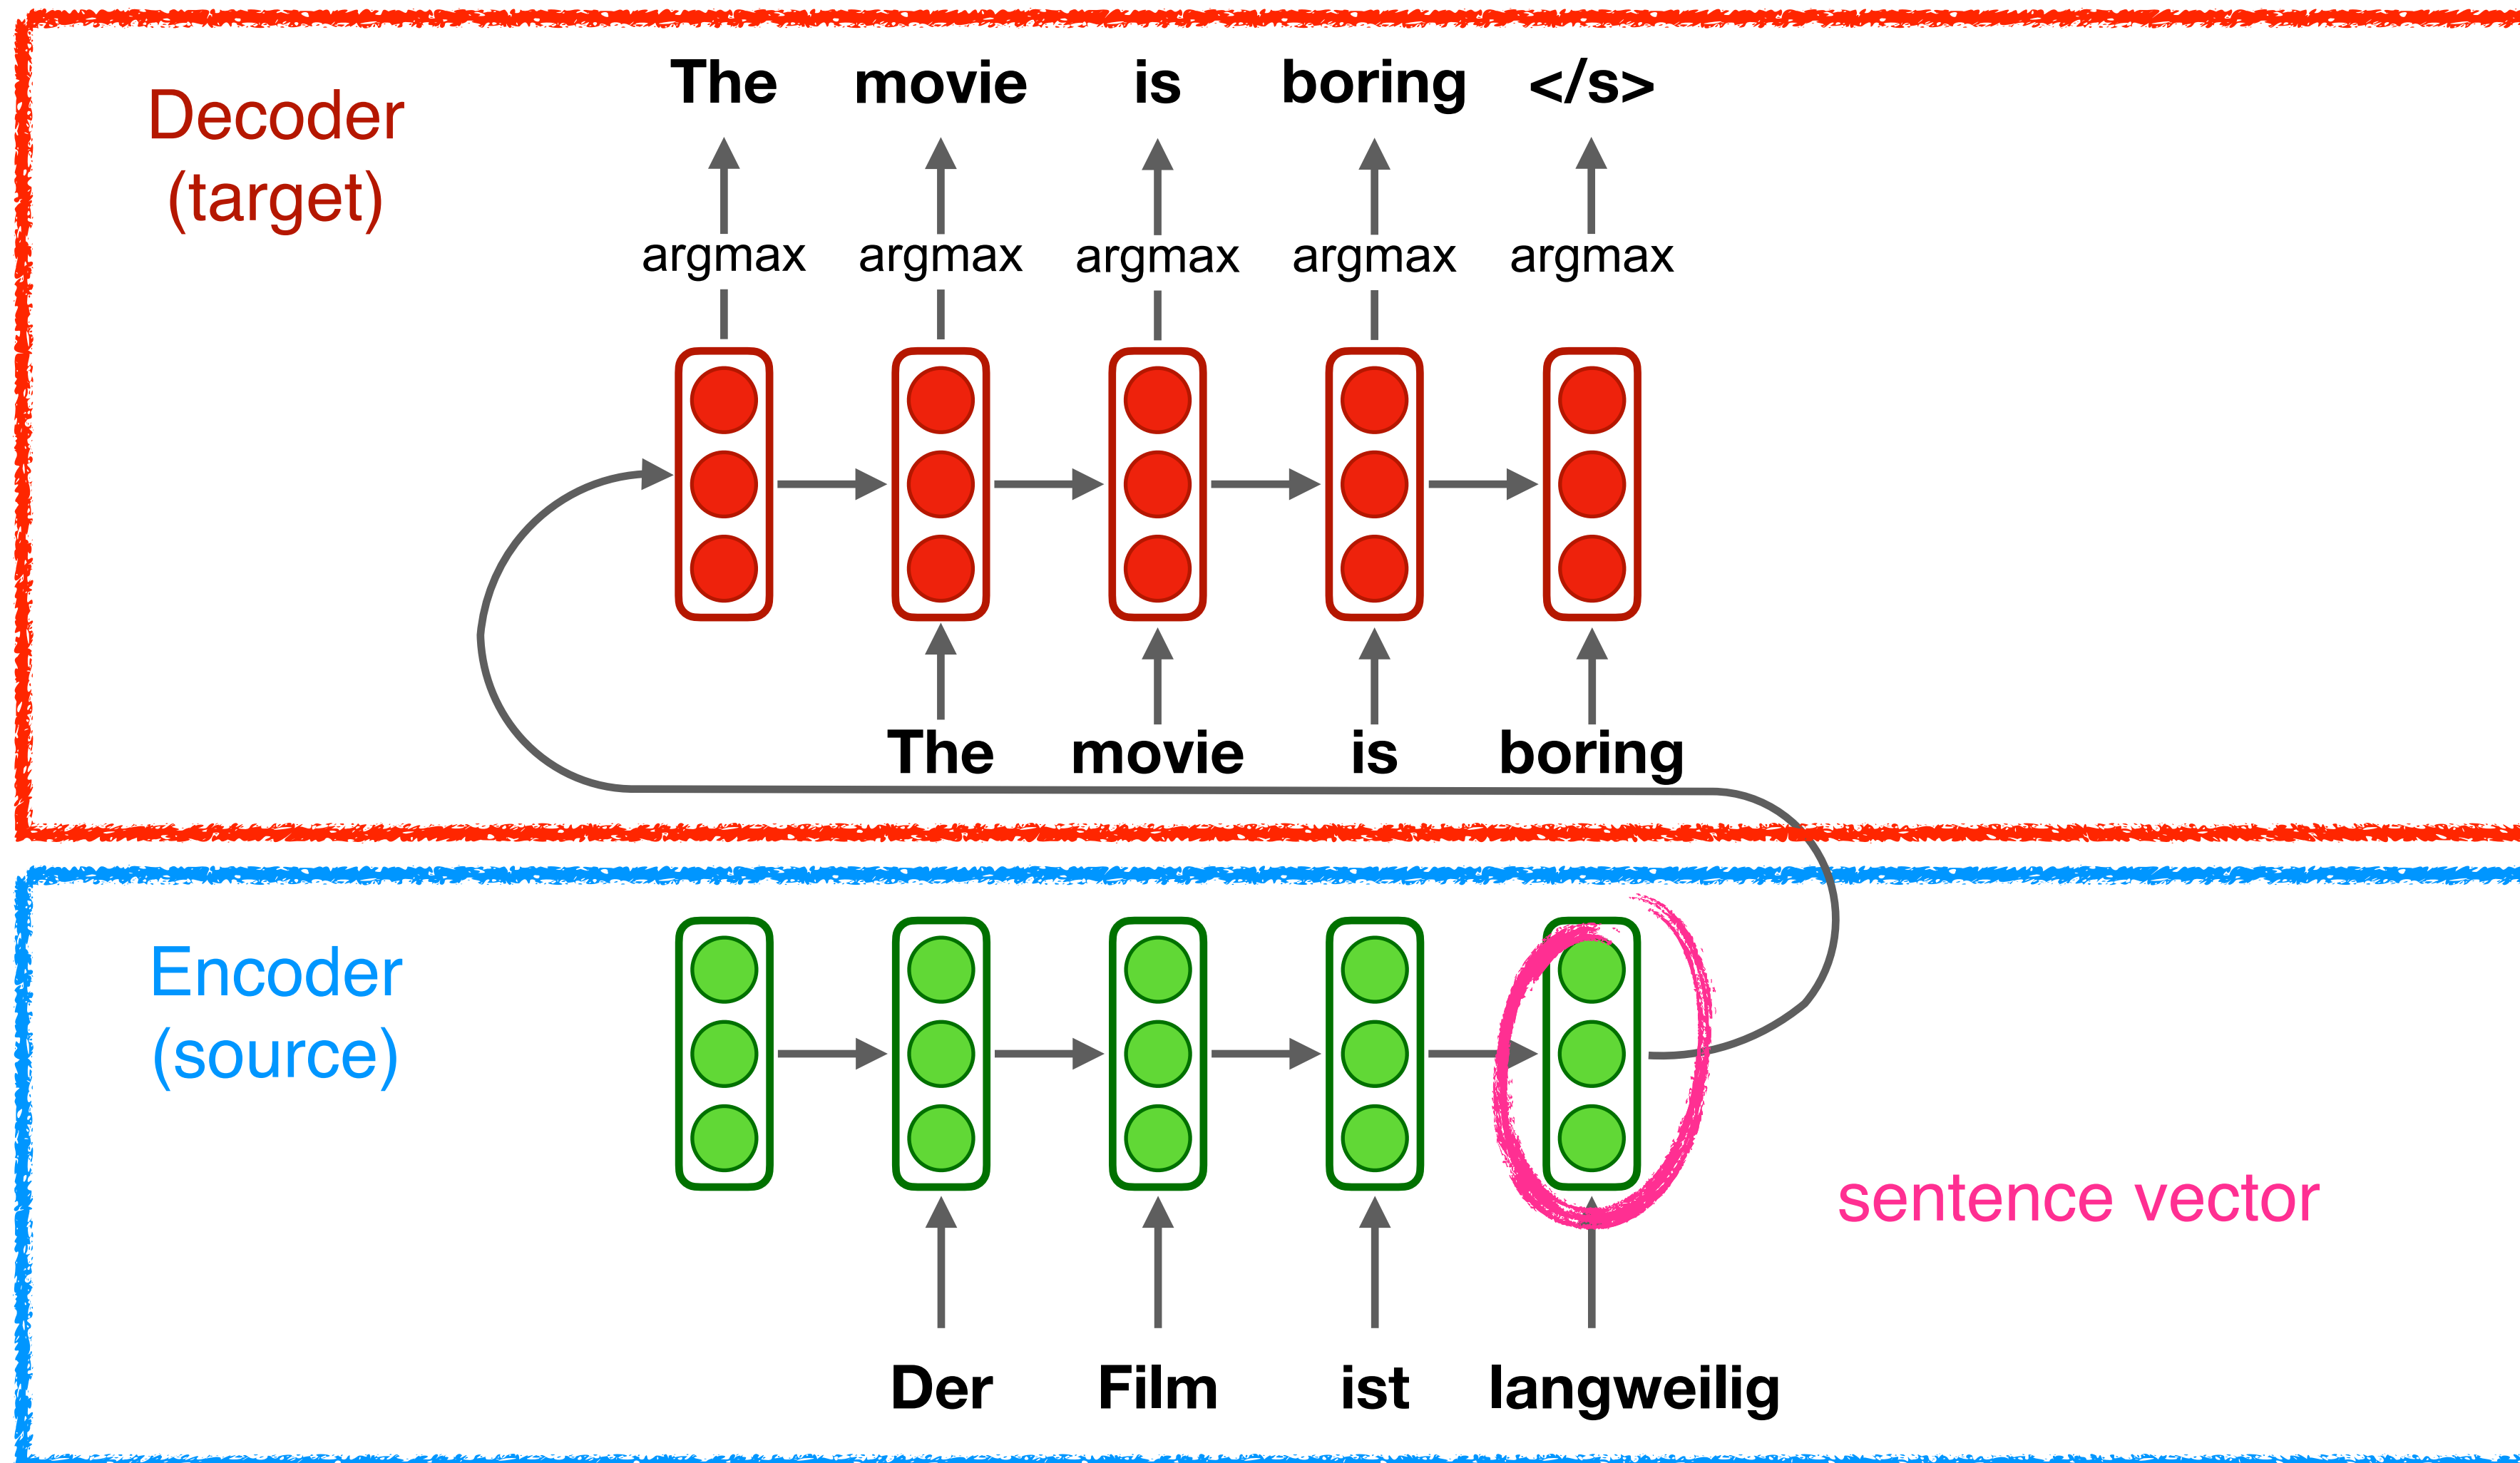 The movie is boring </s>
Decoder
(target)
argmax argmax argmax argmax argmax
The movie is boring
Encoder
(source)
sentence vector
Der Film ist langweilig